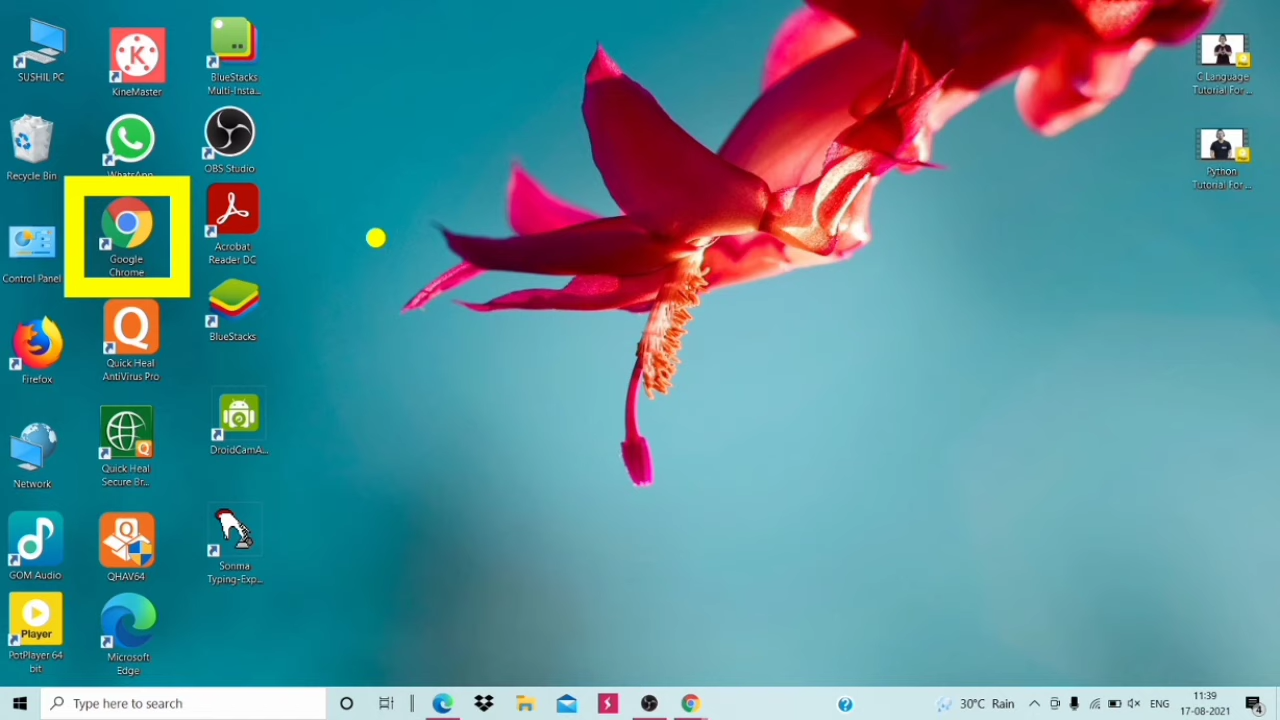 SUSHIL PC
KineMaster
BlueStacks
Multi-Insta...
Recycle Bin
WhatsApp
OBS Studio
Control Panel
Google
Chrome
Acrobat
Reader DC
Firefox
Quick Heal
AntiVirus Pro
BlueStacks
Network
Quick Heal
Secure Br...
DroidCamA...
GOM Audio
QHAV64
Sonma
Typing-Exp...
Player
PotPlayer 64
bit
Microsoft
Edge
C Language
Tutorial For ...
Python
Tutorial For ...
Type here to search
30°C Rain
ENG
11:39
17-08-2021
4